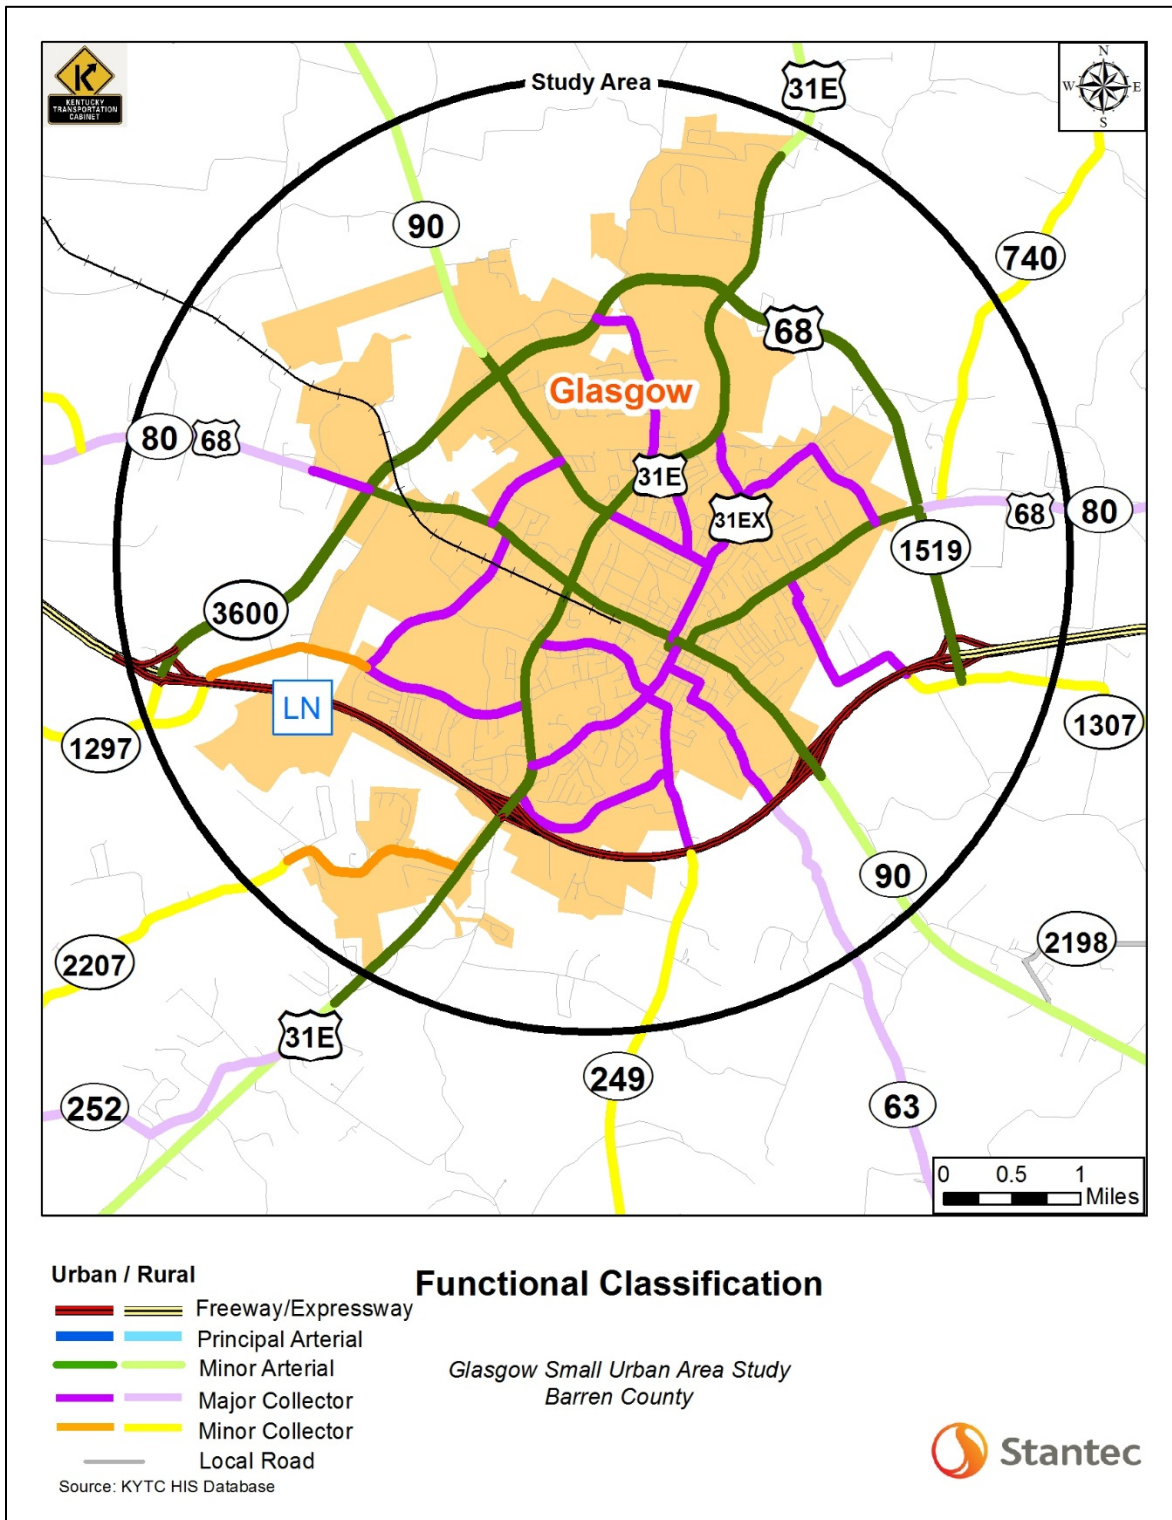 KENTUCKY
TRANSPORTATION
CABINET
Study Area
N
W E
S
31E
90
740
68
Glasgow
80
68
31E
31EX
68
80
1519
3600
LN
1297
1307
90
2198
2207
31E
249
252
63
0 0.5 1
Miles
Urban / Rural
Freeway/Expressway
Principal Arterial
Minor Arterial
Major Collector
Minor Collector
Local Road
Source: KYTC HIS Database
Functional Classification
Glasgow Small Urban Area Study
Barren County
Stantec